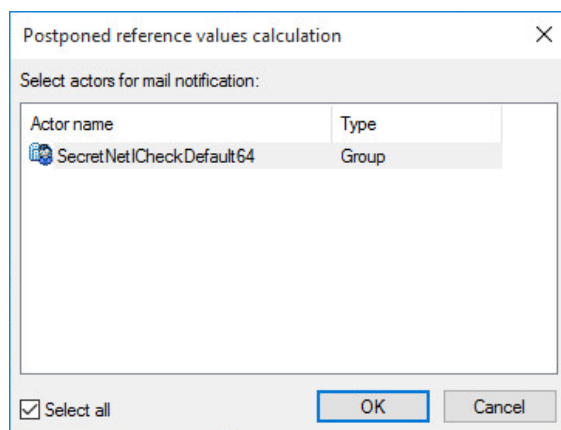 Postponed reference values calculation
Select actors for mail notification:
Actor name Type
SecretNetICheckDefault64 Group
Select all OK Cancel